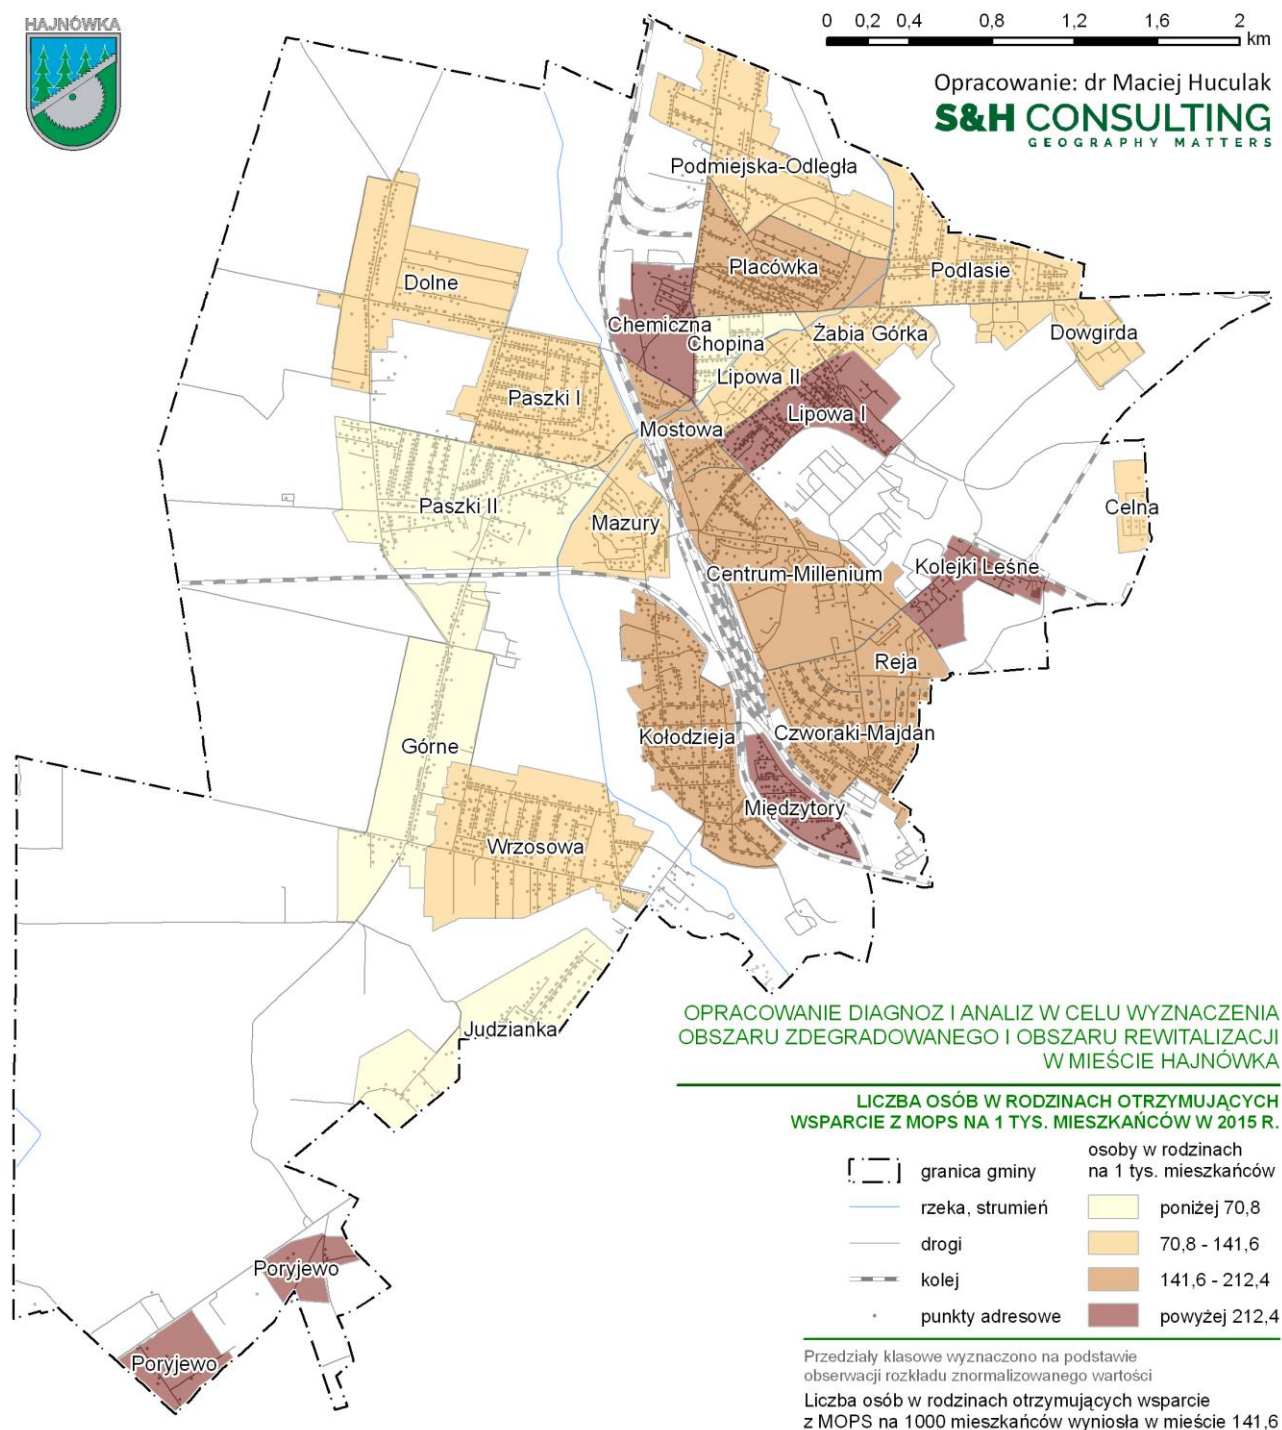 HAJNÓWKA
0 0,2 0,4 0,8 1,2 1,6 2
km
Opracowanie: dr Maciej Huculak
S&H CONSULTING
GEOGRAPHY MATTERS
Podmiejska-Odległa
Dolne
Placówka
Podlasie
Chemiczna
Chopina
Żabia Górka
Dowgirda
Lipowa II
Paszki I
Lipowa I
Mostowa
Paszki II
Mazury
Celna
Centrum-Millenium
Kolejki Leśne
Reja
Górne
Kołodzieja
Czworaki-Majdan
Międzytory
Wrzosowa
Judzianka
Poryjewo
Poryjewo
OPRACOWANIE DIAGNOZ I ANALIZ W CELU WYZNACZENIA
OBSZARU ZDEGRADOWANEGO I OBSZARU REWITALIZACJI
W MIEŚCIE HAJNÓWKA
LICZBA OSÓB W RODZINACH OTRZYMUJĄCYCH
WSPARCIE Z MOPS NA 1 TYS. MIESZKAŃCÓW W 2015 R.
granica gminy
rzeka, strumień
drogi
kolej
punkty adresowe
osoby w rodzinach
na 1 tys. mieszkańców
poniżej 70,8
70,8 - 141,6
141,6 - 212,4
powyżej 212,4
Przedziały klasowe wyznaczono na podstawie
obserwacji rozkładu znormalizowanego wartości
Liczba osób w rodzinach otrzymujących wsparcie
z MOPS na 1000 mieszkańców wyniosła w mieście 141,6